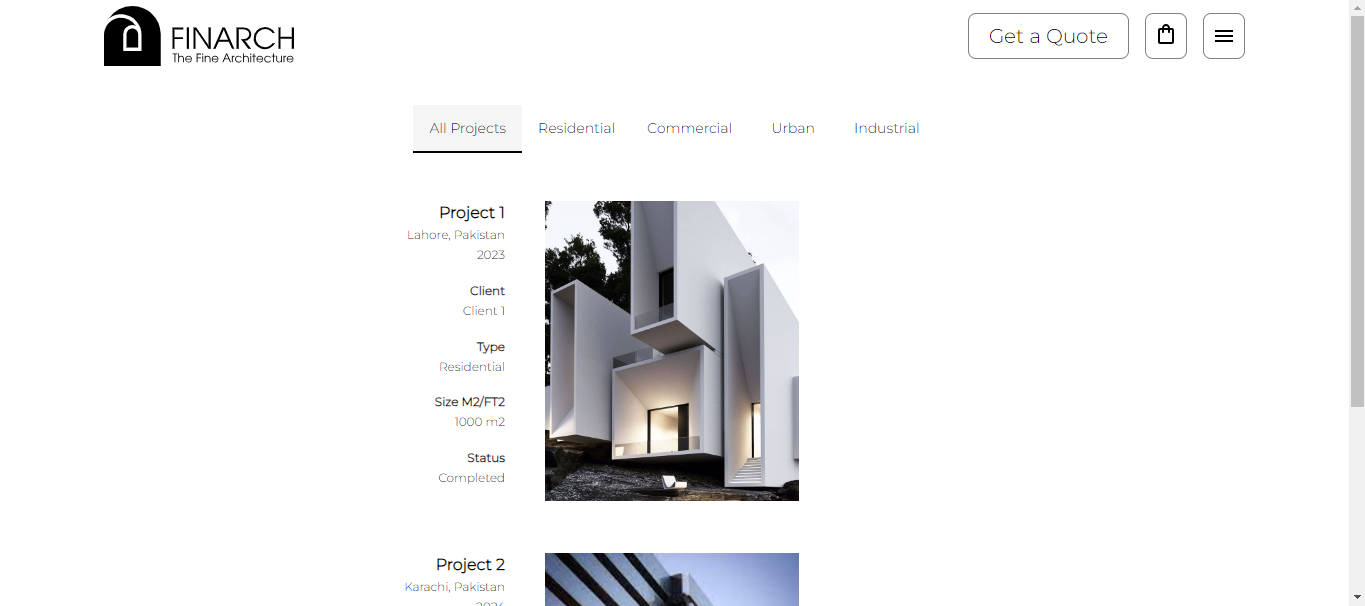 FINARCH
The Fine Architecture
Get a Quote
All Projects
Residential
Commercial
Urban
Industrial
Project 1
Lahore, Pakistan
2023
Client
Client 1
Type
Residential
Size M2/FT2
1000 m2
Status
Completed
Project 2
Karachi, Pakistan
2024